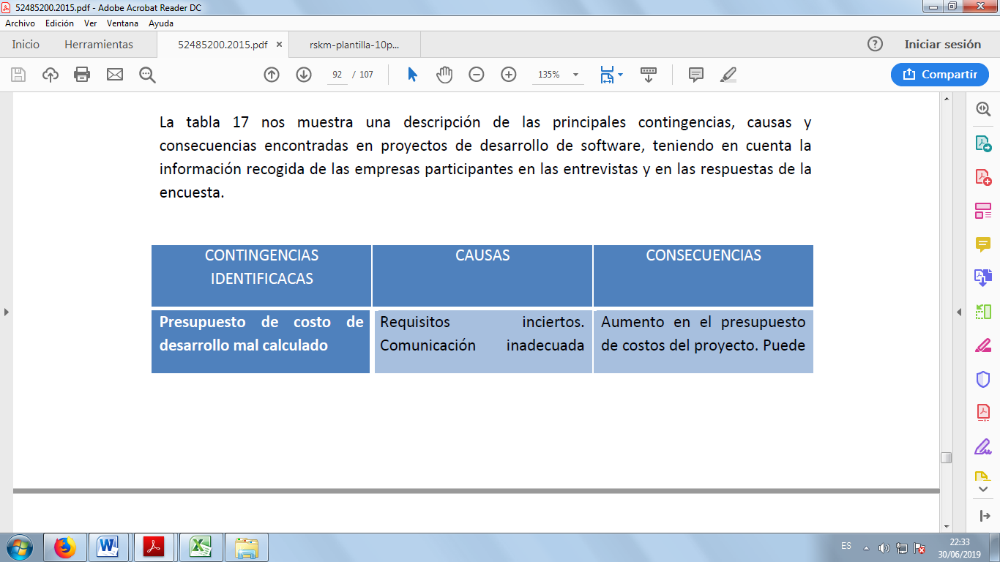 52485200.2015.pdf - Adobe Acrobat Reader DC
Archivo Edición Ver Ventana Ayuda
Inicio Herramientas 52485200.2015.pdf × rskm-plantilla-10p... ? Iniciar sesión
92 / 107 135% Compartir
La tabla 17 nos muestra una descripción de las principales contingencias, causas y
consecuencias encontradas en proyectos de desarrollo de software, teniendo en cuenta la
información recogida de las empresas participantes en las entrevistas y en las respuestas de la
encuesta.
CONTINGENCIAS
IDENTIFICACAS
CAUSAS
CONSECUENCIAS
Presupuesto de costo de
desarrollo mal calculado
Requisitos inciertos.
Comunicación inadecuada
Aumento en el presupuesto
de costos del proyecto. Puede
ES
22:33
30/06/2019